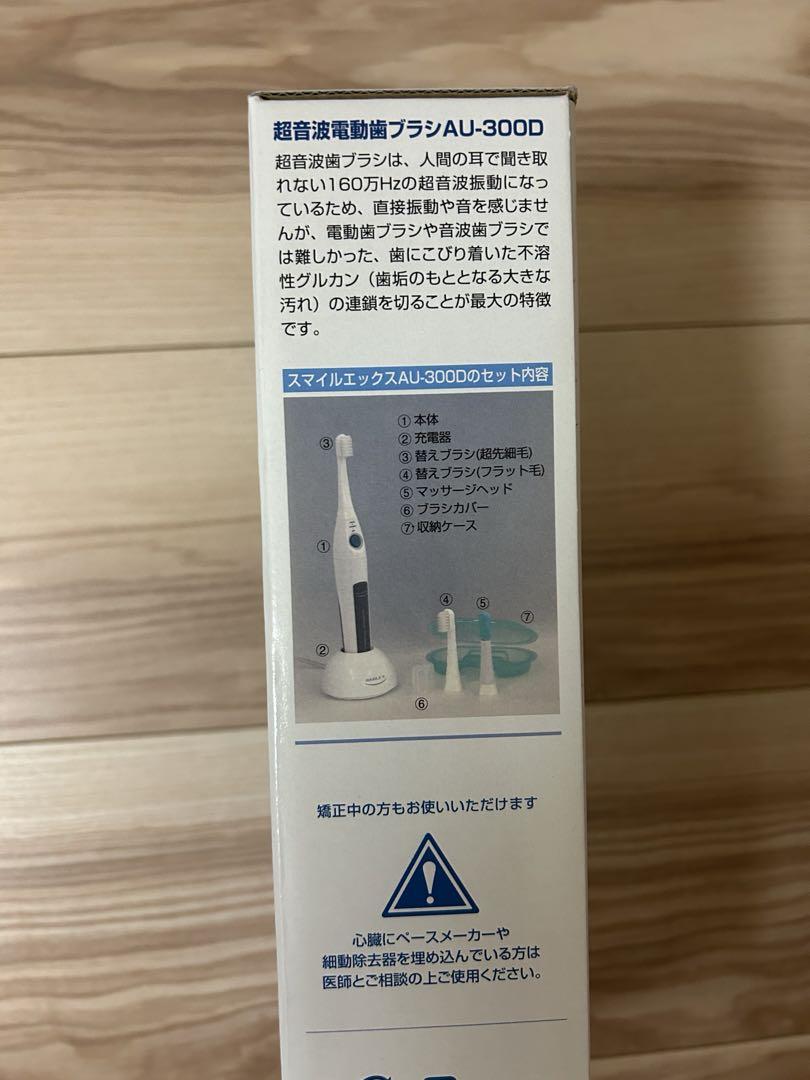 超音波電動歯ブラシAU-300D
超音波歯ブラシは、人間の耳で聞き取
れない160万Hzの超音波振動になっ
ているため、直接振動や音を感じませ
んが、電動歯ブラシや音波歯ブラシで
は難しかった、歯にこびり着いた不溶
性グルカン（歯垢のもととなる大きな
汚れ）の連鎖を切ることが最大の特徴
です。
スマイルエックスAU-300Dのセット内容
①本体
②充電器
③替えブラシ(超先細毛)
④替えブラシ(フラット毛)
⑤マッサージヘッド
⑥ブラシカバー
⑦収納ケース
③
①
②
④
⑤
⑦
⑥
矯正中の方もお使いいただけます
!
心臓にペースメーカーや
細動除去器を埋め込んでいる方は
医師とご相談の上ご使用ください。